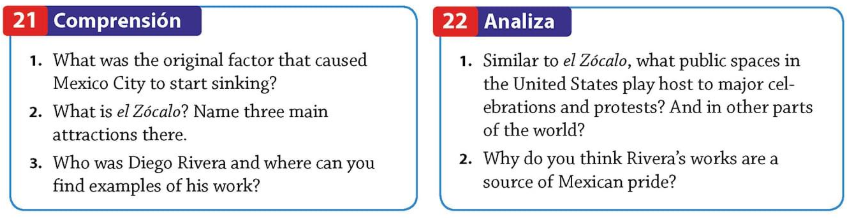 21 Comprensión
1. What was the original factor that caused
Mexico City to start sinking?
2. What is el Zócalo? Name three main
attractions there.
3. Who was Diego Rivera and where can you
find examples of his work?
22 Analiza
1. Similar to el Zócalo, what public spaces in
the United States play host to major cel-
ebrations and protests? And in other parts
of the world?
2. Why do you think Rivera's works are a
source of Mexican pride?